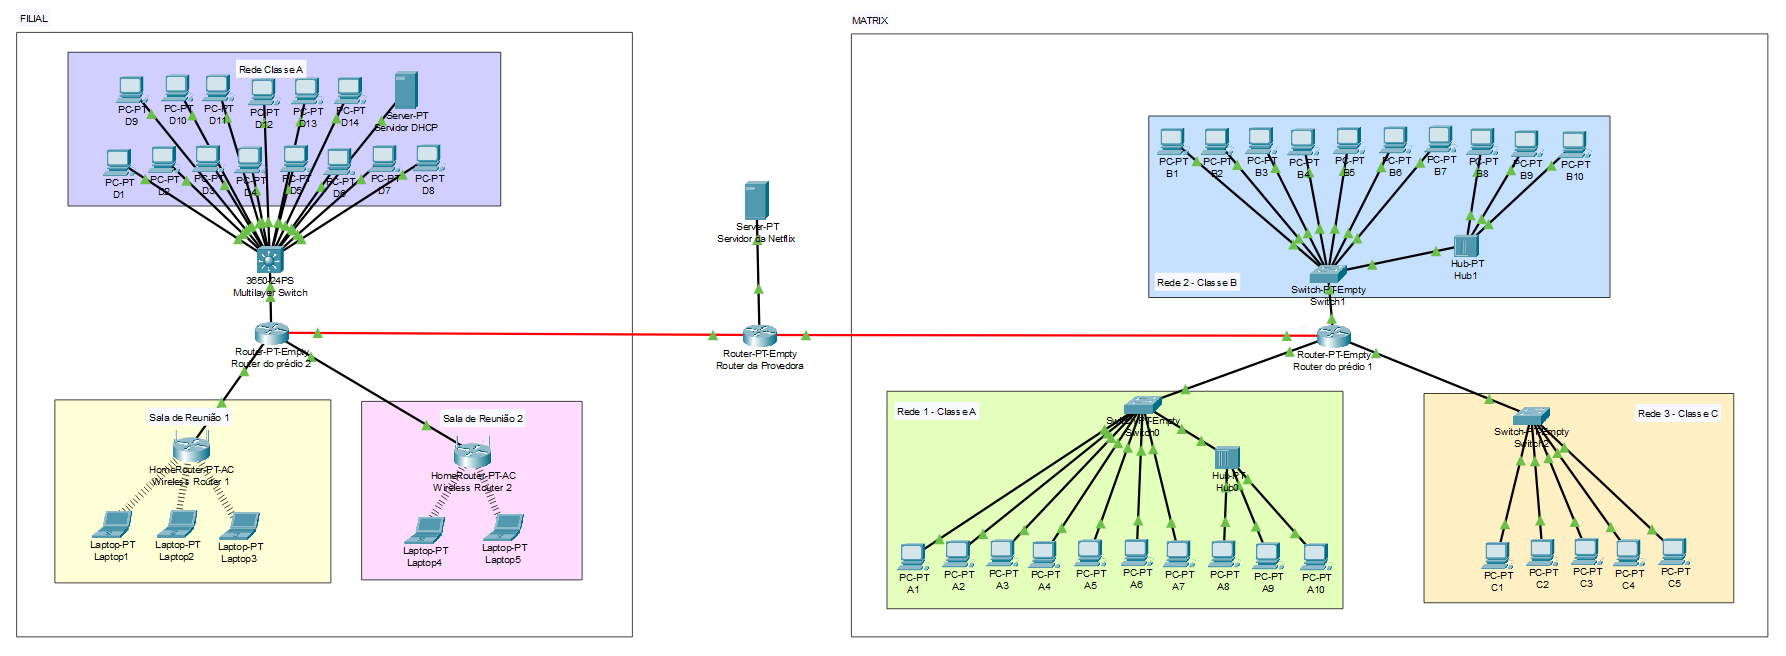 FILIAL
MATRIX
Rede Classe A
PC-PT
D9
PC-PT
D10
PC-PT
D11
PC-PT
D12
PC-PT
D13
PC-PT
D14
Server-PT
Servidor DHCP
PC-PT
D1
PC-PT
D2
PC-PT
D3
PC-PT
D4
PC-PT
D5
PC-PT
D6
PC-PT
D7
PC-PT
D8
3650-24PS
Multilayer Switch
Router-PT-Empty
Router do prédio 2
Sala de Reunião 1
HomeRouter-PT-AC
Wireless Router 1
Laptop-PT
Laptop1
Laptop-PT
Laptop2
Laptop-PT
Laptop3
Sala de Reunião 2
HomeRouter-PT-AC
Wireless Router 2
Laptop-PT
Laptop4
Laptop-PT
Laptop5
Server-PT
Servidor da Netflix
Router-PT-Empty
Router da Provedora
PC-PT
B1
PC-PT
B2
PC-PT
B3
PC-PT
B4
PC-PT
B5
PC-PT
B6
PC-PT
B7
PC-PT
B8
PC-PT
B9
PC-PT
B10
Hub-PT
Hub1
Rede 2 - Classe B
Switch-PT-Empty
Switch1
Router-PT-Empty
Router do prédio 1
Rede 1 - Classe A
Switch-PT-Empty
Switch0
Hub-PT
Hub0
PC-PT
A1
PC-PT
A2
PC-PT
A3
PC-PT
A4
PC-PT
A5
PC-PT
A6
PC-PT
A7
PC-PT
A8
PC-PT
A9
PC-PT
A10
Rede 3 - Classe C
Switch-PT-Empty
Switch2
PC-PT
C1
PC-PT
C2
PC-PT
C3
PC-PT
C4
PC-PT
C5